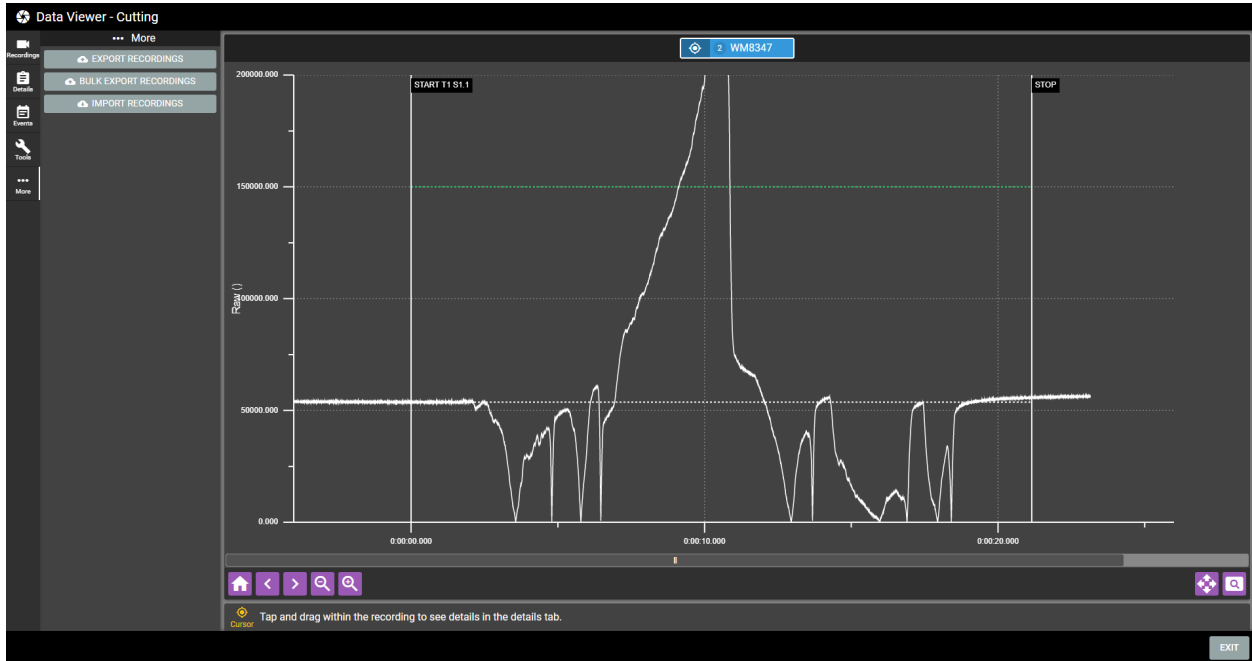 Data Viewer - Cutting
Recordings
Details
Events
Tools
More
••• More
EXPORT RECORDINGS
BULK EXPORT RECORDINGS
IMPORT RECORDINGS
2 WM8347
START T1 S1.1
STOP
Raw ()
200000.000
150000.000
100000.000
50000.000
0.000
0:00:00.000
0:00:10.000
0:00:20.000
Cursor
Tap and drag within the recording to see details in the details tab.
EXIT